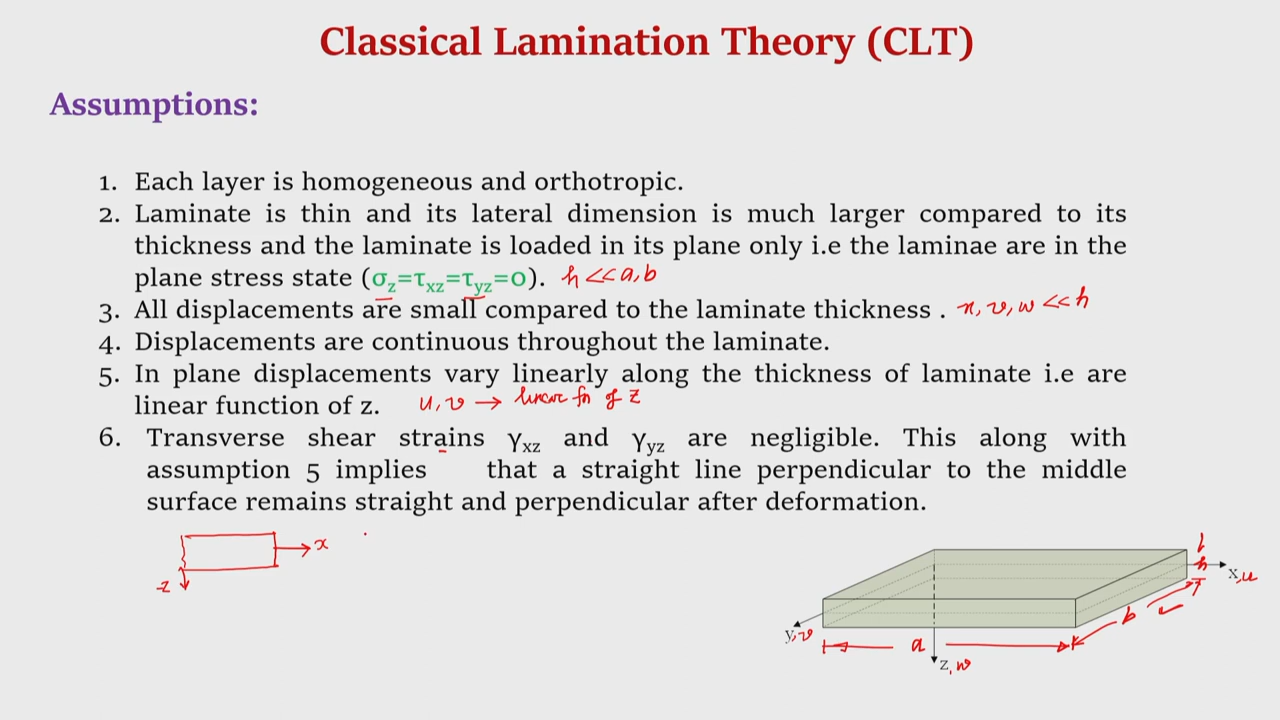 Classical Lamination Theory (CLT)
Assumptions:
1. Each layer is homogeneous and orthotropic.
2. Laminate is thin and its lateral dimension is much larger compared to its
thickness and the laminate is loaded in its plane only i.e the laminae are in the
plane stress state (σz=τxz=τyz=0). h<<a,b
3. All displacements are small compared to the laminate thickness . u, v, w <<h
4. Displacements are continuous throughout the laminate.
5. In plane displacements vary linearly along the thickness of laminate i.e are
linear function of z. u, v → linear fn of z
6. Transverse shear strains γxz and γyz are negligible. This along with
assumption 5 implies that a straight line perpendicular to the middle
surface remains straight and perpendicular after deformation.
x
z
h
x,u
b
y,v
a
z,w